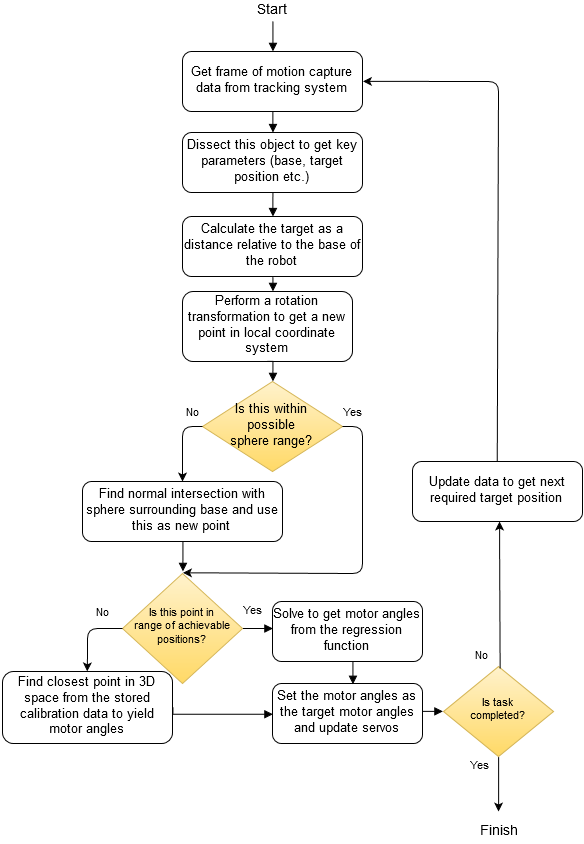 Start
Get frame of motion capture
data from tracking system
Dissect this object to get key
parameters (base, target
position etc.)
Calculate the target as a
distance relative to the base of
the robot
Perform a rotation
transformation to get a new
point in local coordinate
system
Is this within
possible
sphere range?
No
Yes
Find normal intersection with
sphere surrounding base and use
this as new point
Update data to get next
required target position
Is this point in
range of achievable
positions?
No
Yes
Solve to get motor angles
from the regression
function
Find closest point in 3D
space from the stored
calibration data to yield
motor angles
Set the motor angles as
the target motor angles
and update servos
No
Is task
completed?
Yes
Finish